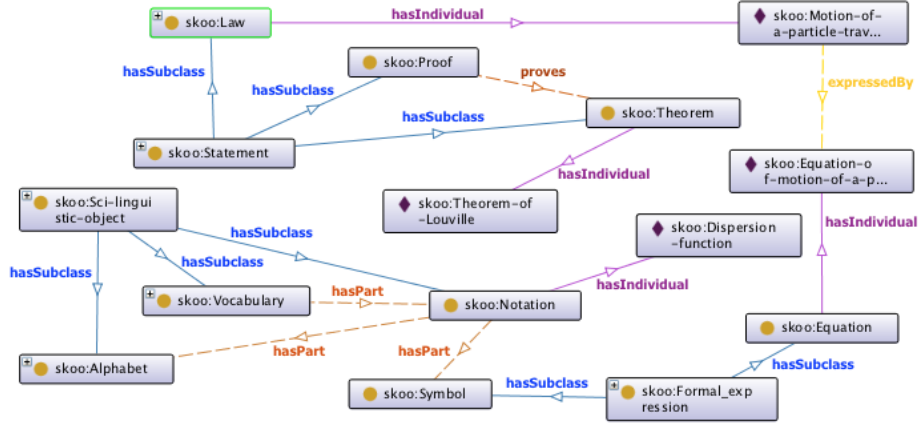 hasIndividual
skoo:Law
skoo:Motion-of-
a-particle-trav...
skoo:Proof
hasSubclass
proves
expressedBy
hasSubclass
skoo:Theorem
hasSubclass
skoo:Statement
hasIndividual
skoo:Equation-o
f-motion-of-a-p...
skoo:Sci-lingui
stic-object
skoo:Theorem-of
-Louville
hasIndividual
skoo:Dispersion
-function
hasSubclass
hasSubclass
hasSubclass
hasIndividual
skoo:Vocabulary
hasPart
skoo:Notation
skoo:Equation
hasPart
hasPart
skoo:Alphabet
hasSubclass
hasSubclass
skoo:Symbol
skoo:Formal_exp
ression